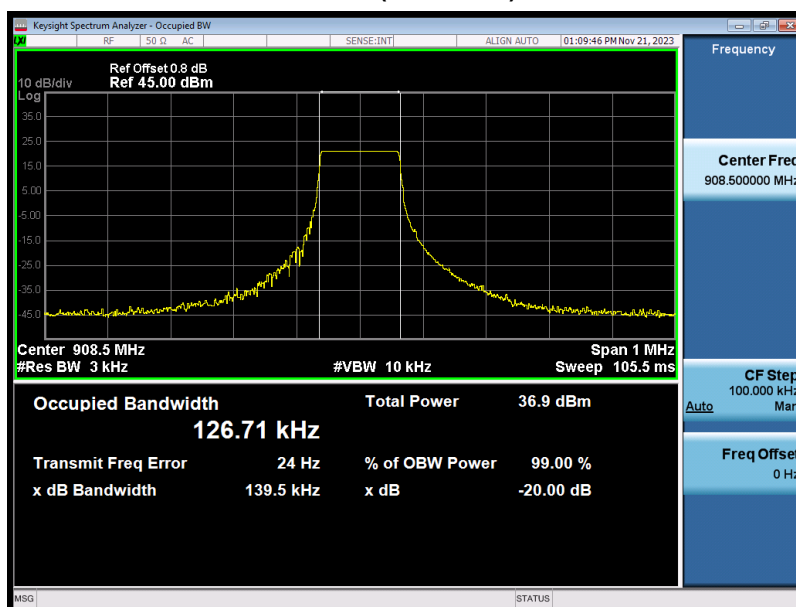 Keysight Spectrum Analyzer - Occupied BW
LXI RF 50 Ω AC SENSE:INT ALIGN AUTO 01:09:46 PM Nov 21, 2023
Frequency
Ref Offset 0.8 dB
10 dB/div Ref 45.00 dBm
Log
35.0
25.0
15.0
5.00
-5.00
-15.0
-25.0
-35.0
-45.0
Center Freq
908.500000 MHz
Center 908.5 MHz Span 1 MHz
#Res BW 3 kHz #VBW 10 kHz Sweep 105.5 ms
CF Step
100.000 kHz
Auto Man
Occupied Bandwidth Total Power 36.9 dBm
126.71 kHz
Transmit Freq Error 24 Hz % of OBW Power 99.00 %
x dB Bandwidth 139.5 kHz x dB -20.00 dB
Freq Offset
0 Hz
MSG STATUS